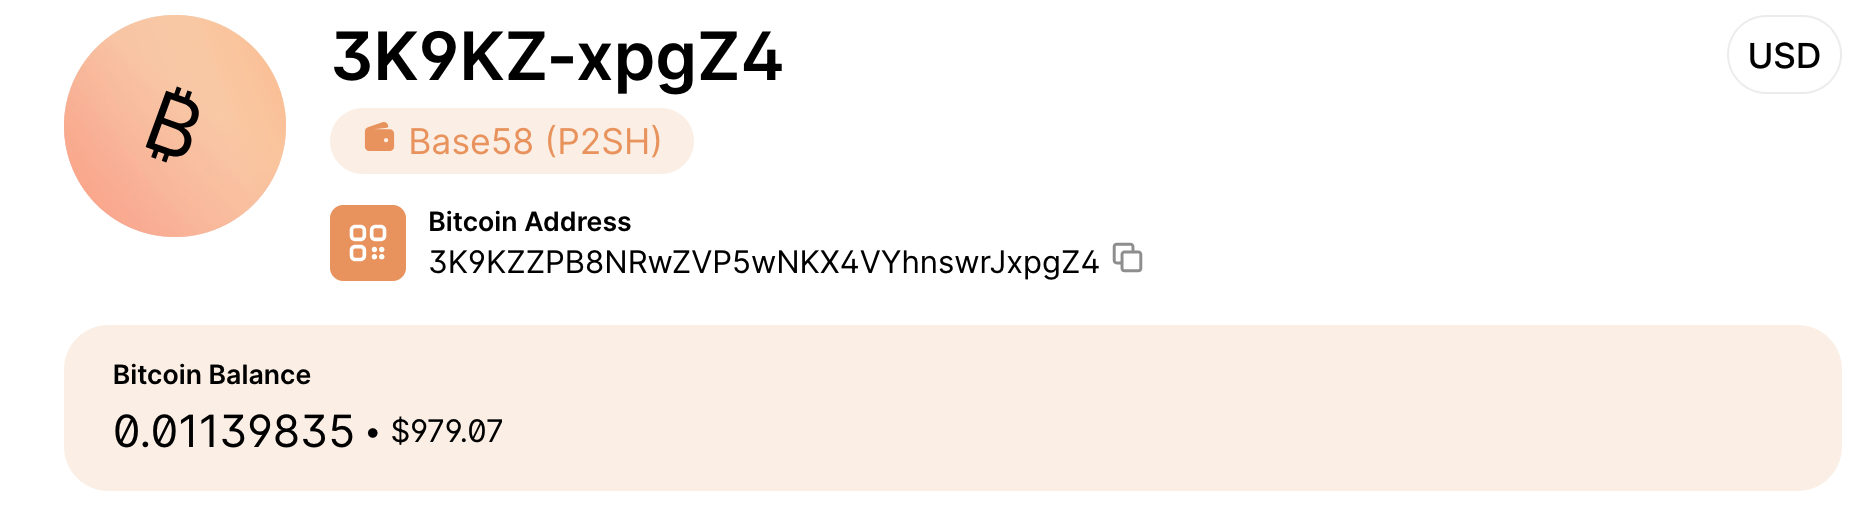 3K9KZ-xpgZ4
USD
Base58 (P2SH)
Bitcoin Address
3K9KZZPB8NRwZVP5wNKX4VYhnswrJxpgZ4
Bitcoin Balance
0.01139835 • $979.07